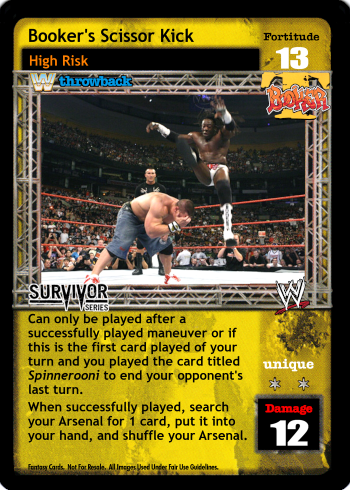 Booker's Scissor Kick
Fortitude
13
High Risk
W throwback
BOOKER
SURVIVOR
SERIES
W
Can only be played after a
successfully played maneuver or if
this is the first card played of your
turn and you played the card titled
Spinnerooni to end your opponent's
last turn.
When successfully played, search
your Arsenal for 1 card, put it into
your hand, and shuffle your Arsenal.
unique
Damage
12
Fantasy Cards. Not For Resale. All Images Used Under Fair Use Guidelines.